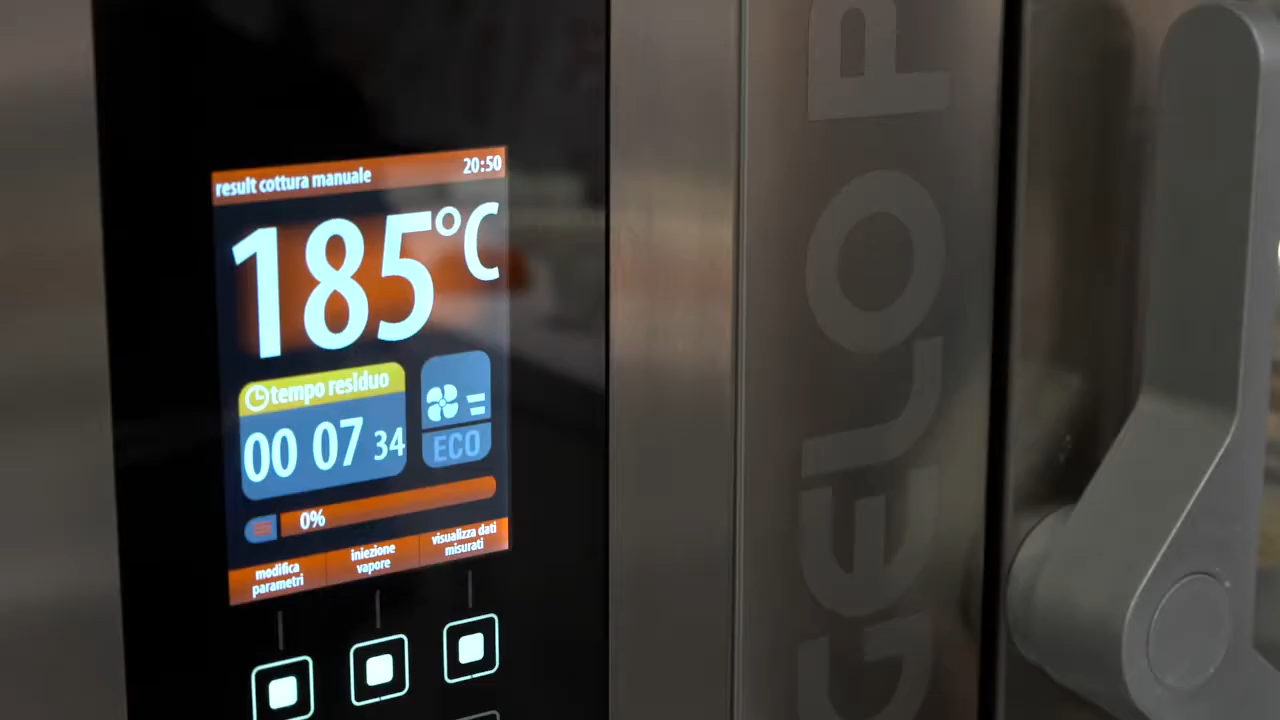 result cottura manuale 20:50
185°C
tempo residuo
00 07 34
ECO
0%
modifica parametri
iniezione vapore
visualizza dati misurati
GELOP